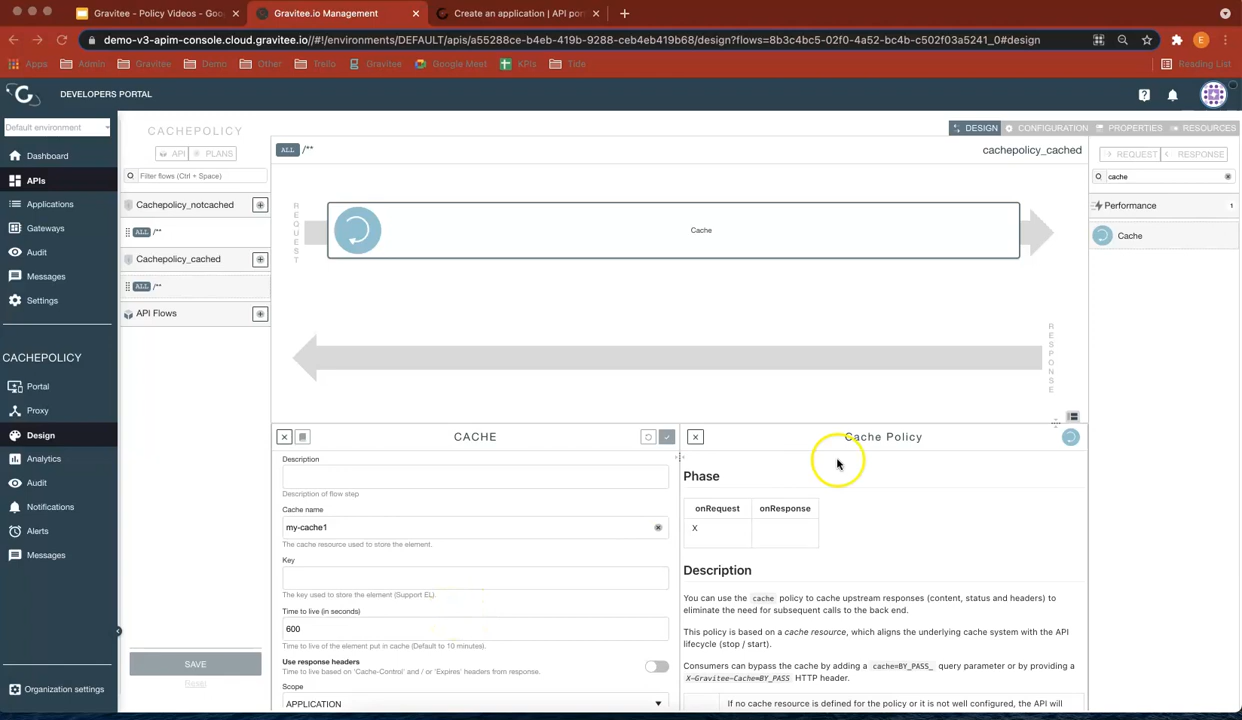 Gravitee - Policy Videos - Goo
Gravitee.io Management
Create an application | API por
demo-v3-apim-console.cloud.gravitee.io//#!/environments/DEFAULT/apis/a55288ce-b4eb-419b-9288-ceb4eb419b68/design?flows=8b3c4bc5-02f0-4a52-bc4b-c502f03a5241_0#design
E
Apps
Admin
Gravitee
Demo
Other
Trello
Gravitee
Google Meet
KPIs
Tide
Reading List
DEVELOPERS PORTAL
Default environment
Dashboard
APIs
Applications
Gateways
Audit
Messages
Settings
CACHEPOLICY
Portal
Proxy
Design
Analytics
Audit
Notifications
Alerts
Messages
Organization settings
CACHEPOLICY
API
PLANS
Filter flows (Ctrl + Space)
Cachepolicy_notcached
ALL /**
Cachepolicy_cached
ALL /**
API Flows
SAVE
Reset
DESIGN
CONFIGURATION
PROPERTIES
RESOURCES
ALL /**
cachepolicy_cached
REQUEST
Cache
RESPONSE
REQUEST
RESPONSE
cache
Performance 1
Cache
CACHE
Description
Description of flow step
Cache name
my-cache1
The cache resource used to store the element.
Key
The key used to store the element (Support EL).
Time to live (in seconds)
600
Time to live of the element put in cache (Default to 10 minutes).
Use response headers
Time to live based on 'Cache-Control' and / or 'Expires' headers from response.
Scope
APPLICATION
Cache Policy
Phase
onRequest onResponse
X
Description
You can use the cache policy to cache upstream responses (content, status and headers) to
eliminate the need for subsequent calls to the back end.
This policy is based on a cache resource, which aligns the underlying cache system with the API
lifecycle (stop / start).
Consumers can bypass the cache by adding a cache=BY_PASS_ query parameter or by providing a
X-Gravitee-Cache=BY_PASS HTTP header.
If no cache resource is defined for the policy or it is not well configured, the API will